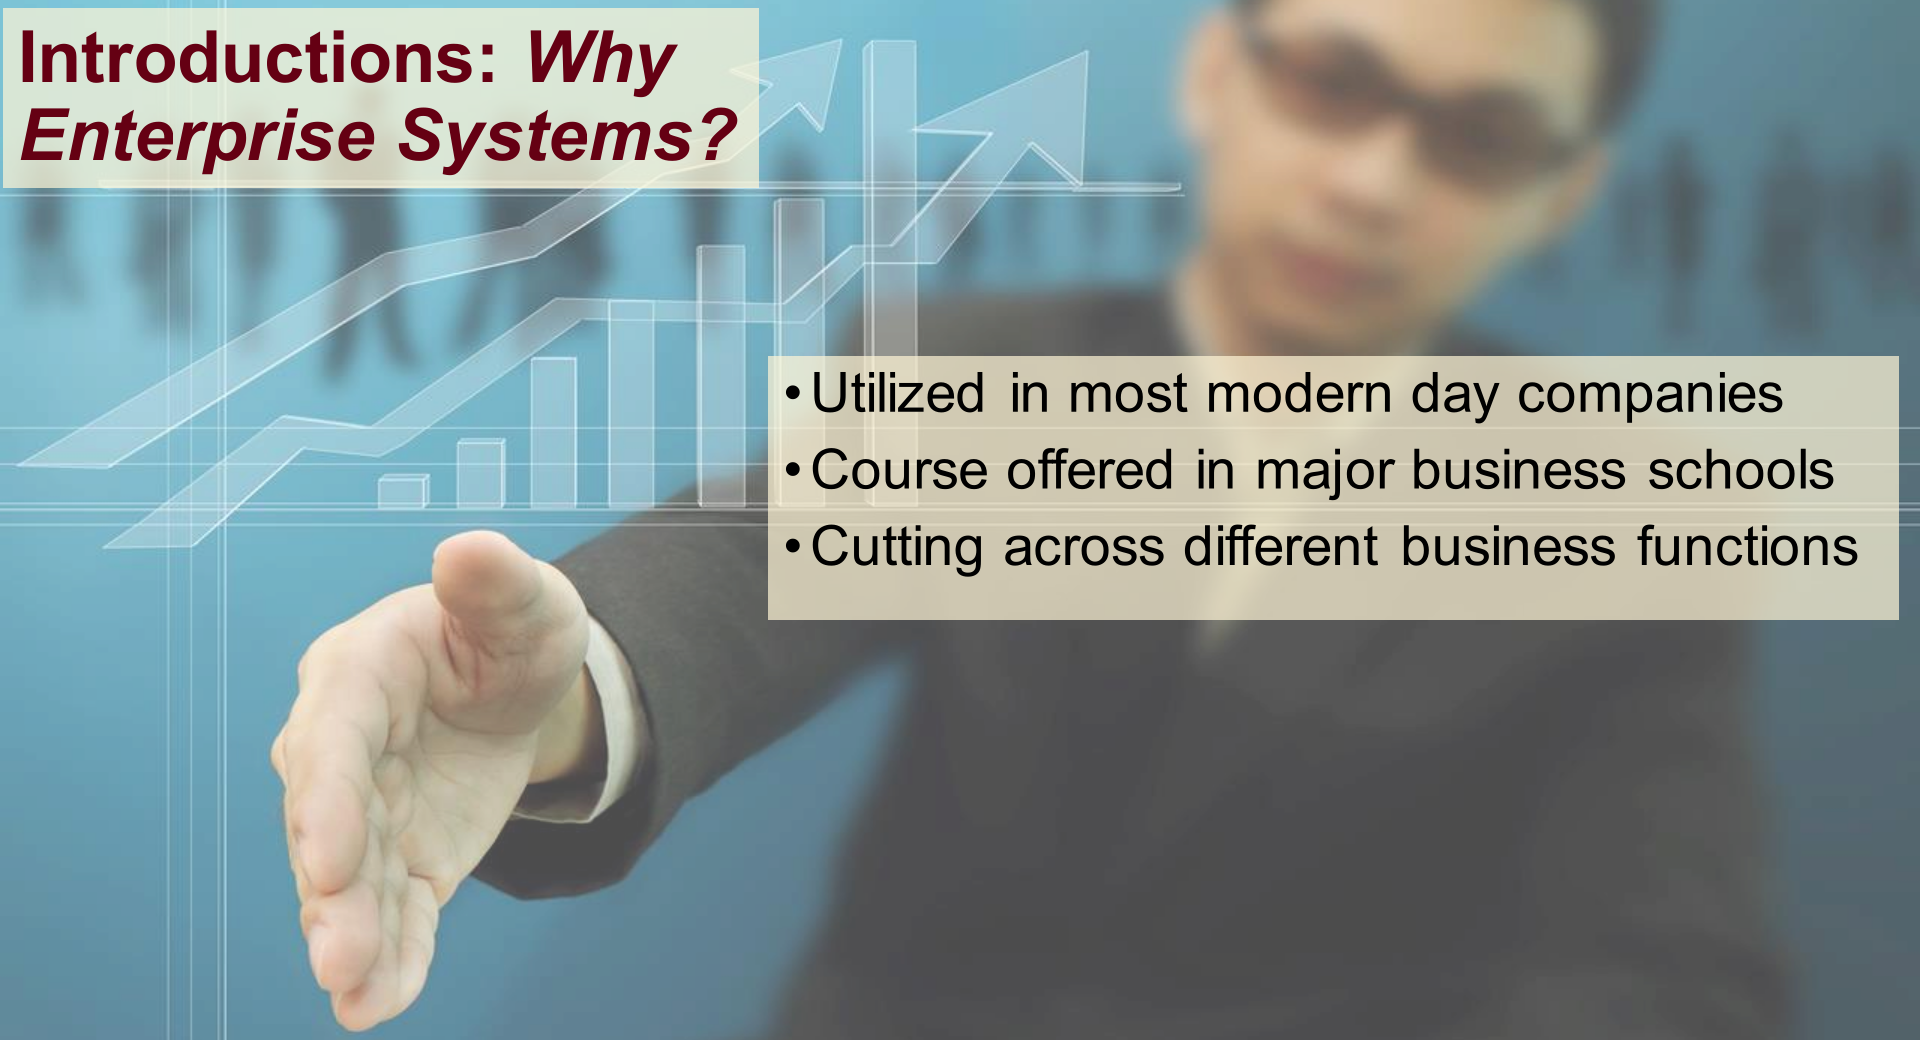 Introductions: Why
Enterprise Systems?
•Utilized in most modern day companies
•Course offered in major business schools
•Cutting across different business functions